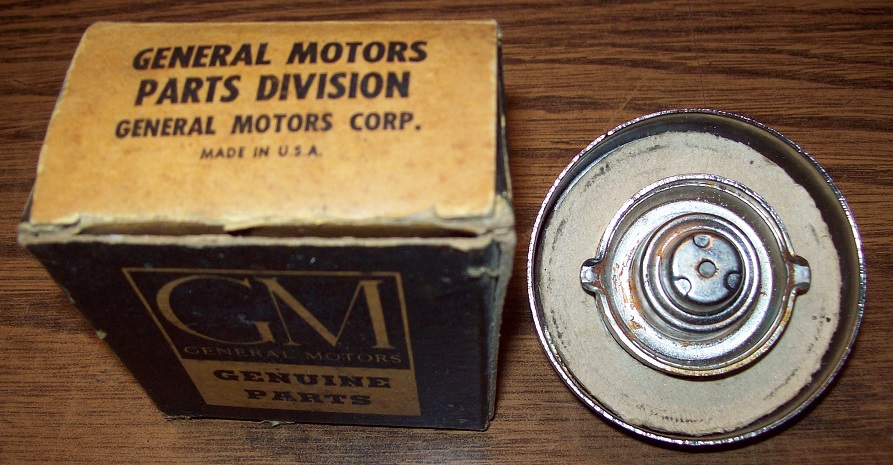 GENERAL MOTORS
PARTS DIVISION
GENERAL MOTORS CORP.
MADE IN U.S.A.
GM
GENERAL MOTORS
GENUINE
PARTS